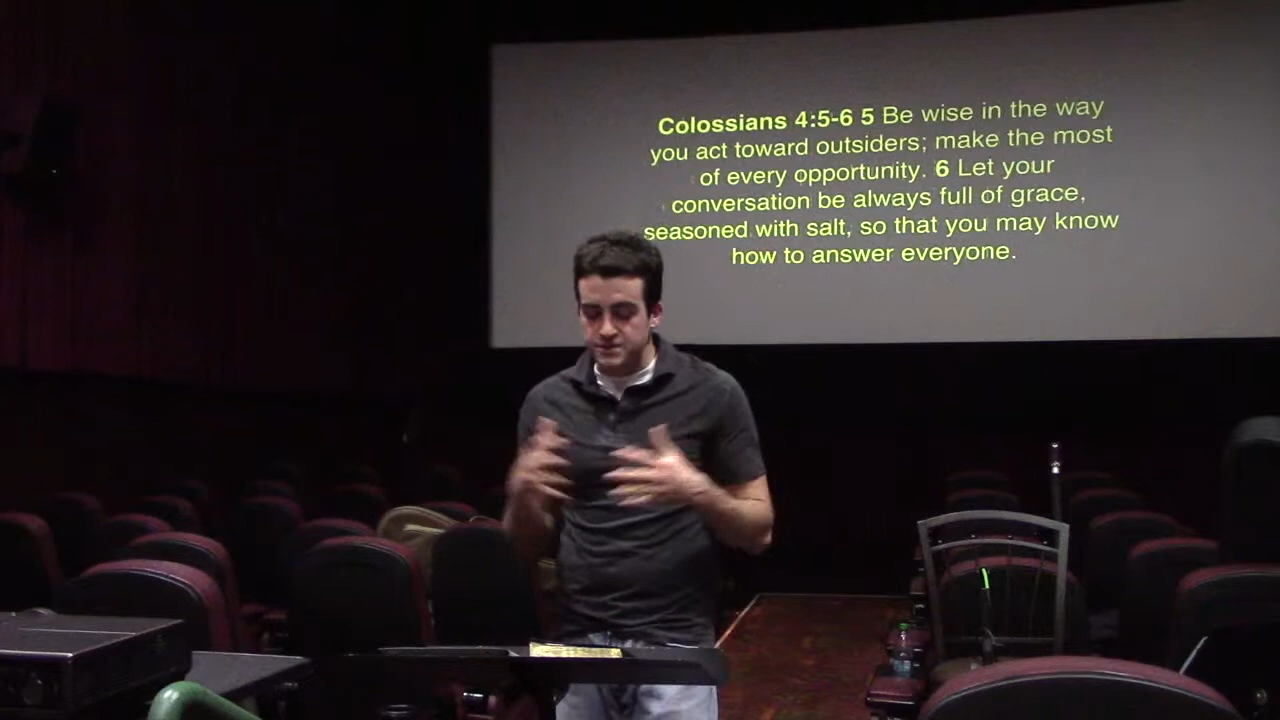 Colossians 4:5-6 5 Be wise in the way
you act toward outsiders; make the most
of every opportunity. 6 Let your
conversation be always full of grace,
seasoned with salt, so that you may know
how to answer everyone.